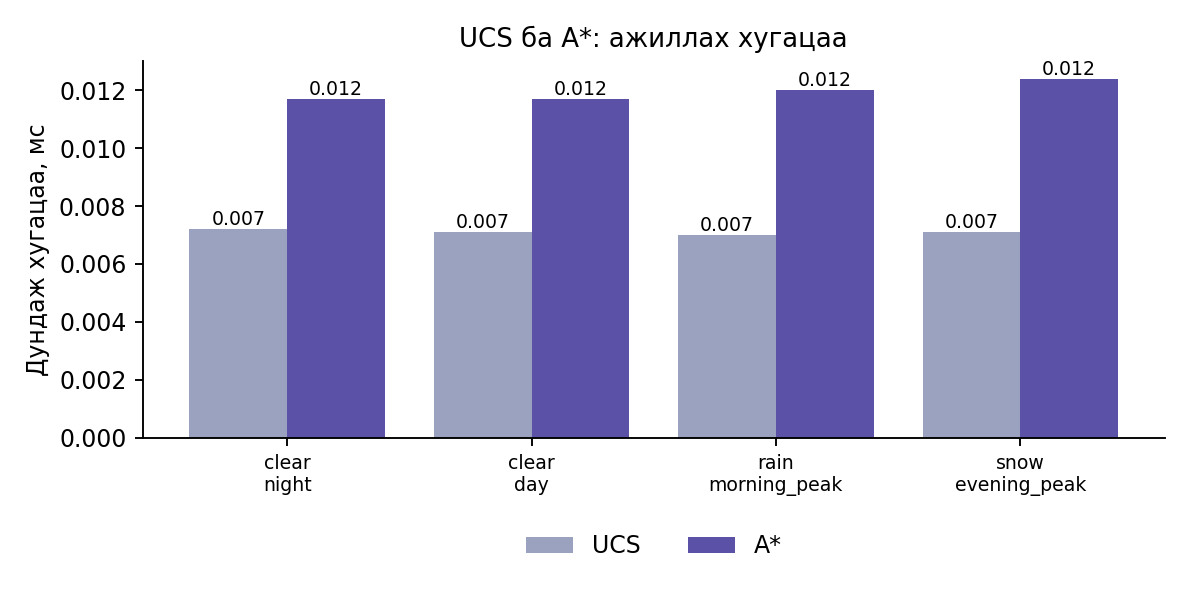 UCS ба A*: ажиллах хугацаа
Дундаж хугацаа, мс
0.012
0.010
0.008
0.006
0.004
0.002
0.000
0.007
0.012
0.007
0.012
0.007
0.012
0.007
0.012
clear
night
clear
day
rain
morning_peak
snow
evening_peak
UCS
A*